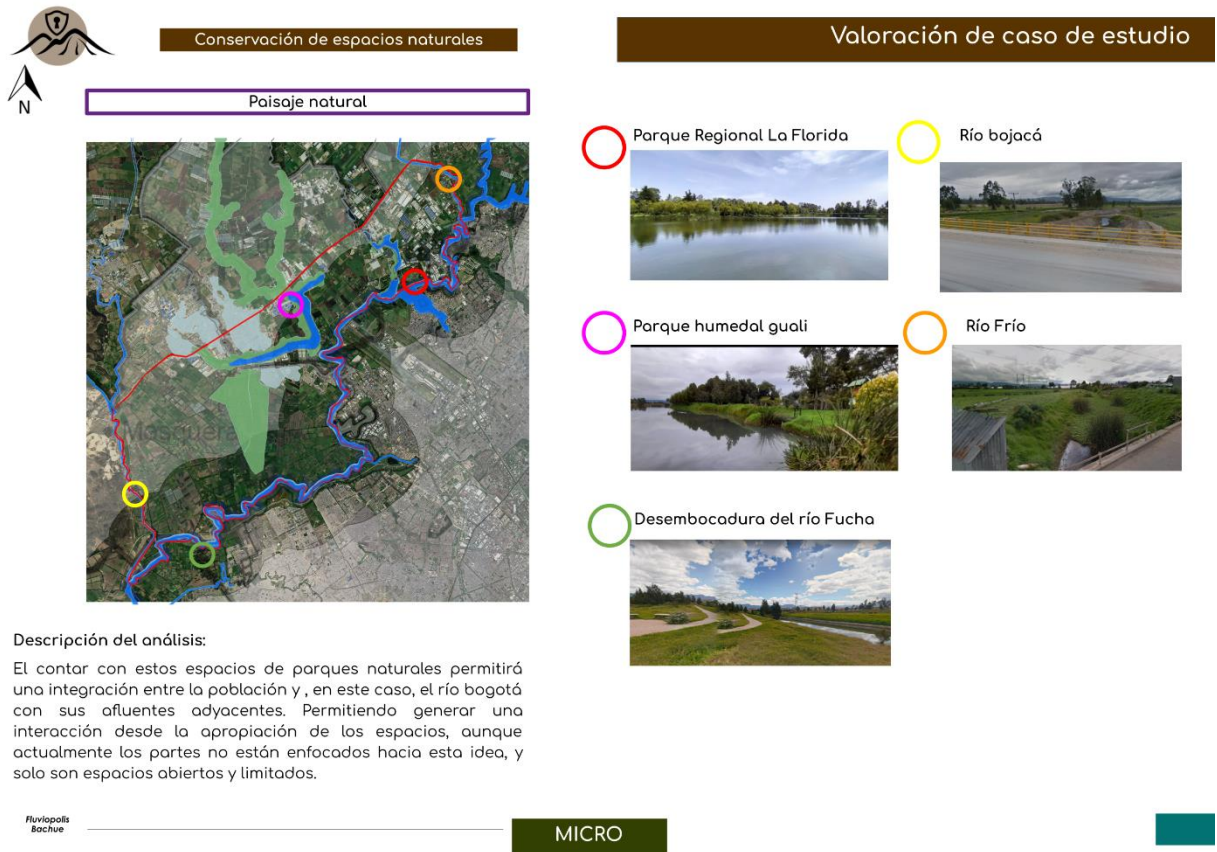 Conservación de espacios naturales
Valoración de caso de estudio
N
Paisaje natural
Mosquera
Parque Regional La Florida
Río bojacá
Parque humedal guali
Río Frío
Desembocadura del río Fucha
Descripción del análisis:
El contar con estos espacios de parques naturales permitirá
una integración entre la población y , en este caso, el río bogotá
con sus afluentes adyacentes. Permitiendo generar una
interacción desde la apropiación de los espacios, aunque
actualmente los partes no están enfocados hacia esta idea, y
solo son espacios abiertos y limitados.
Fluviopolis
Bachue
MICRO